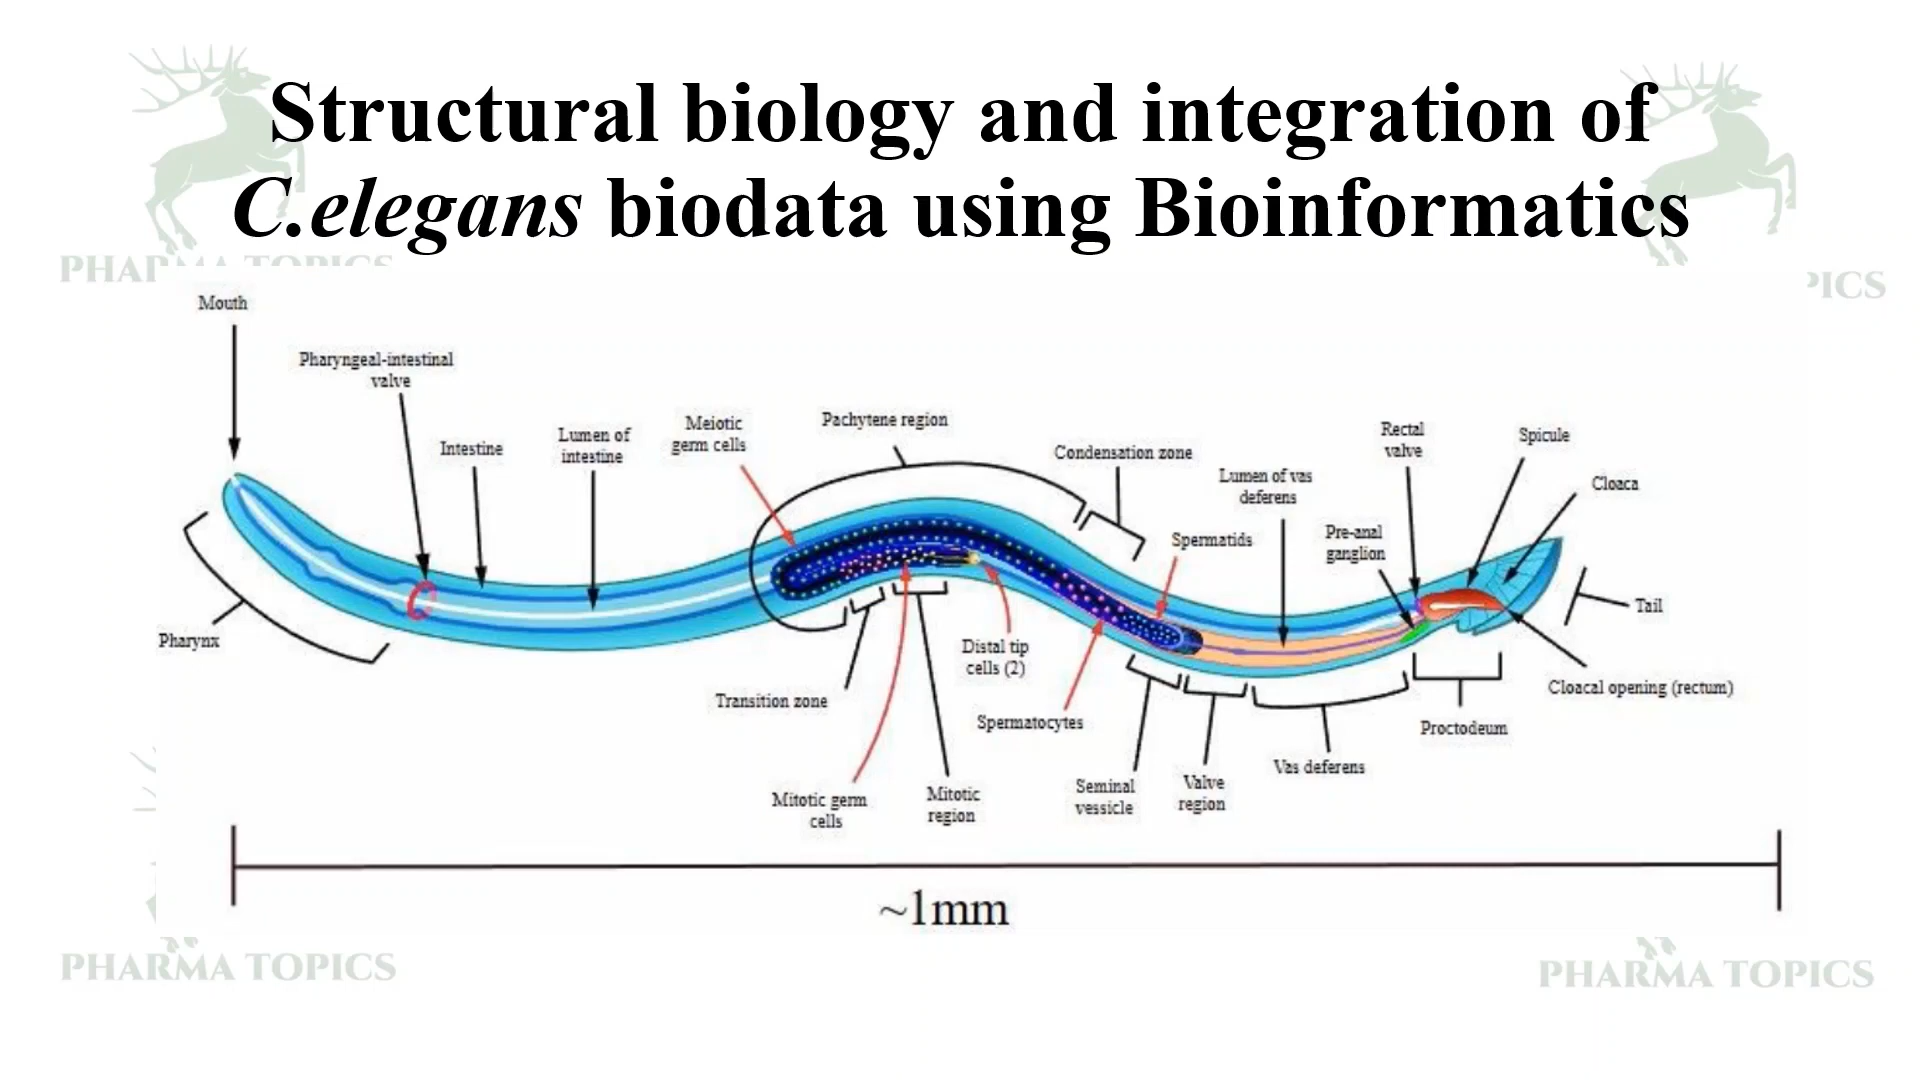 Structural biology and integration of
C.elegans biodata using Bioinformatics
PICS
Mouth
Pharyngeal-intestinal
valve
Intestine
Lumen of
intestine
Meiotic
germ cells
Pachytene region
Condensation zone
Lumen of vas
deferens
Rectal
valve
Spicule
Cloaca
Spermatids
Pre-anal
ganglion
Tail
Pharynx
Transition zone
Distal tip
cells (2)
Spermatocytes
Cloacal opening (rectum)
Proctodeum
Vas deferens
Seminal
vessicle
Valve
region
Mitotic germ
cells
Mitotic
region
~1mm
PHARMA TOPICS
PHARMA TOPICS